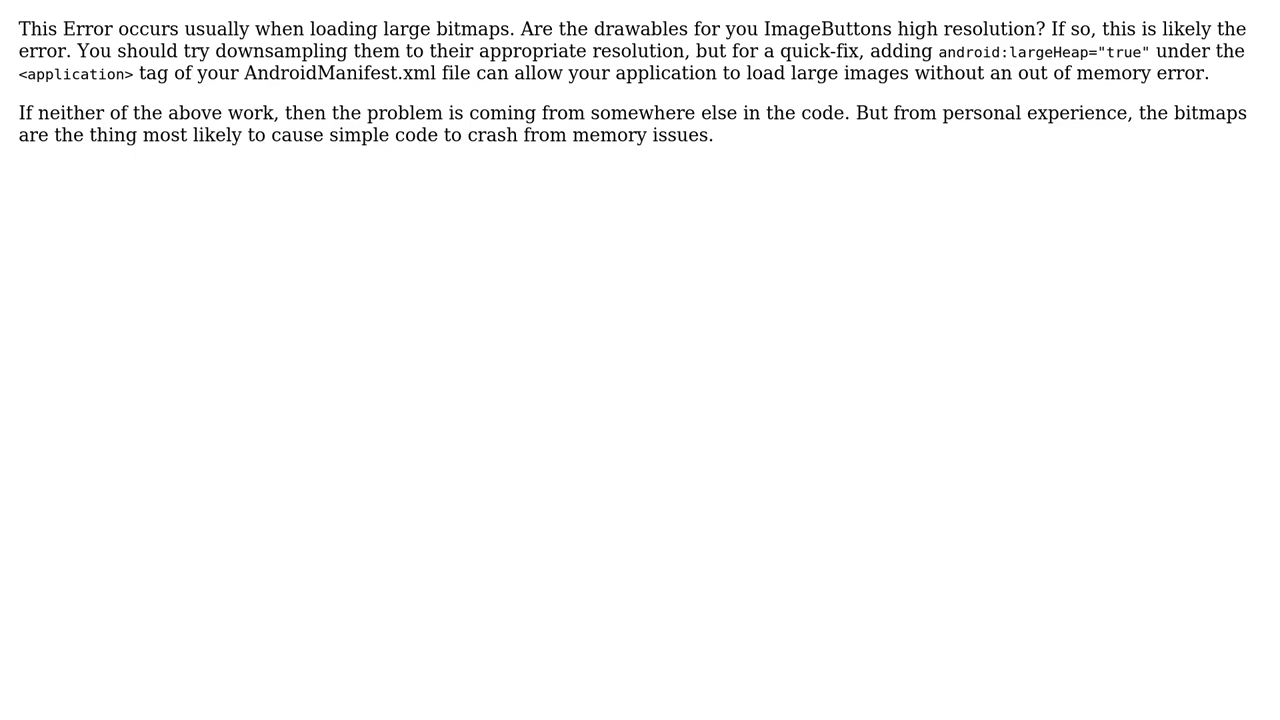 This Error occurs usually when loading large bitmaps. Are the drawables for you ImageButtons high resolution? If so, this is likely the
error. You should try downsampling them to their appropriate resolution, but for a quick-fix, adding android:largeHeap="true" under the
<application> tag of your AndroidManifest.xml file can allow your application to load large images without an out of memory error.
If neither of the above work, then the problem is coming from somewhere else in the code. But from personal experience, the bitmaps
are the thing most likely to cause simple code to crash from memory issues.